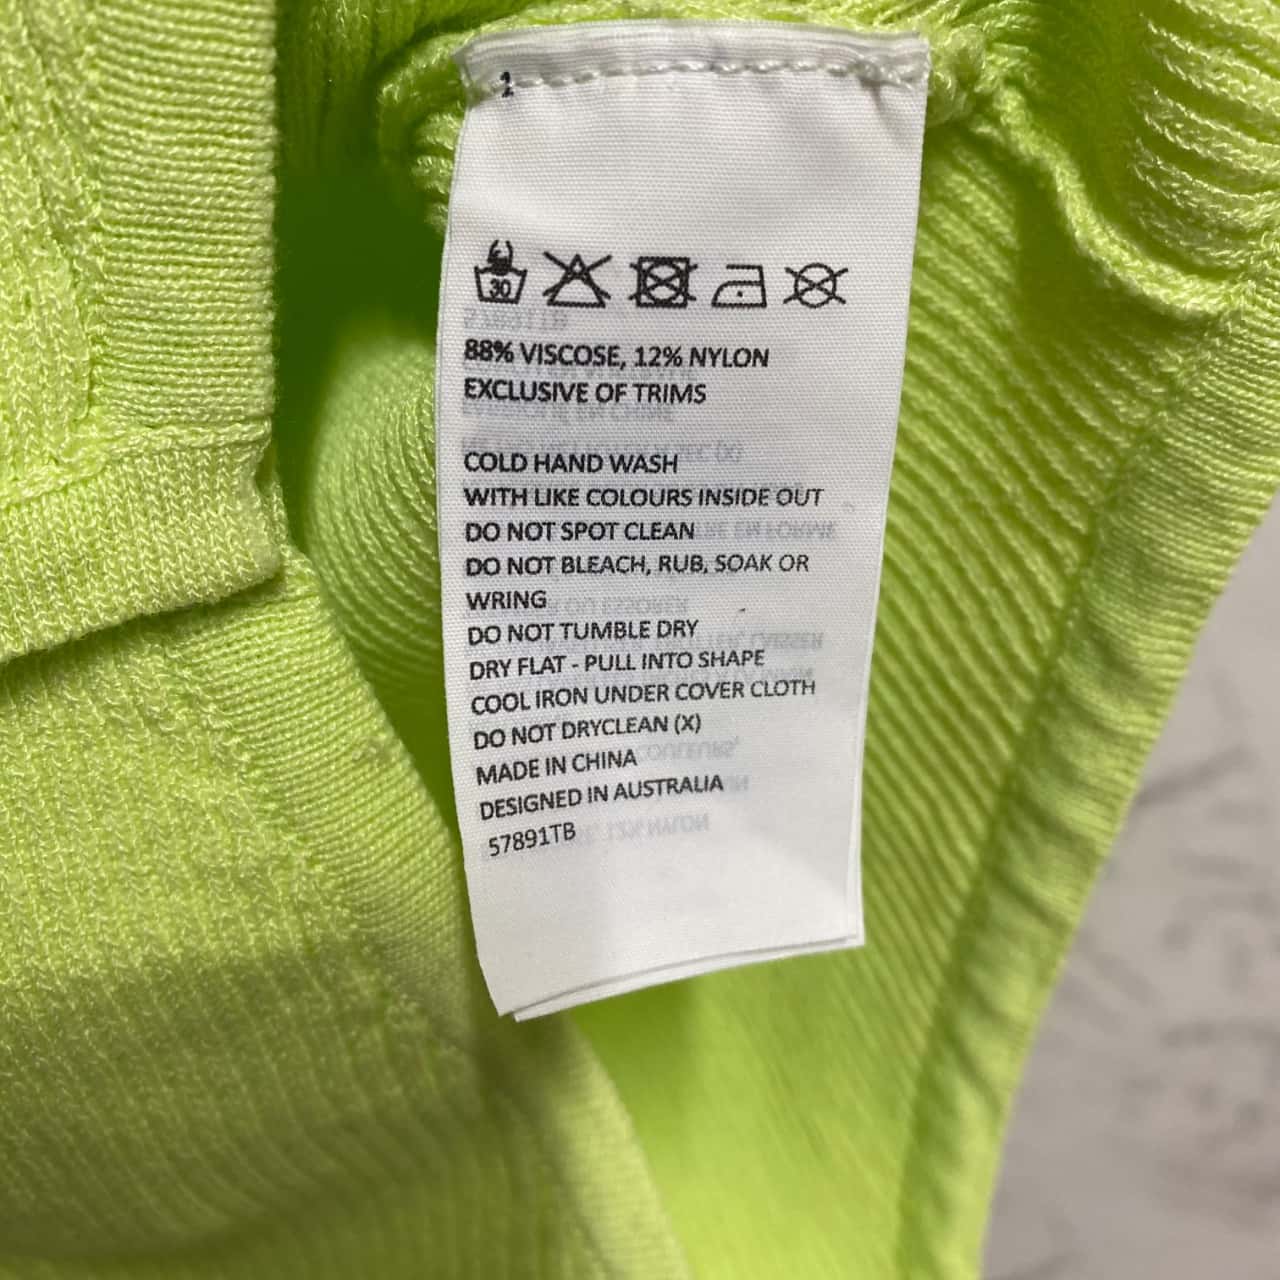 1
30
88% VISCOSE, 12% NYLON
EXCLUSIVE OF TRIMS
COLD HAND WASH
WITH LIKE COLOURS INSIDE OUT
DO NOT SPOT CLEAN
DO NOT BLEACH, RUB, SOAK OR
WRING
DO NOT TUMBLE DRY
DRY FLAT - PULL INTO SHAPE
COOL IRON UNDER COVER CLOTH
DO NOT DRYCLEAN (X)
MADE IN CHINA
DESIGNED IN AUSTRALIA
57891TB